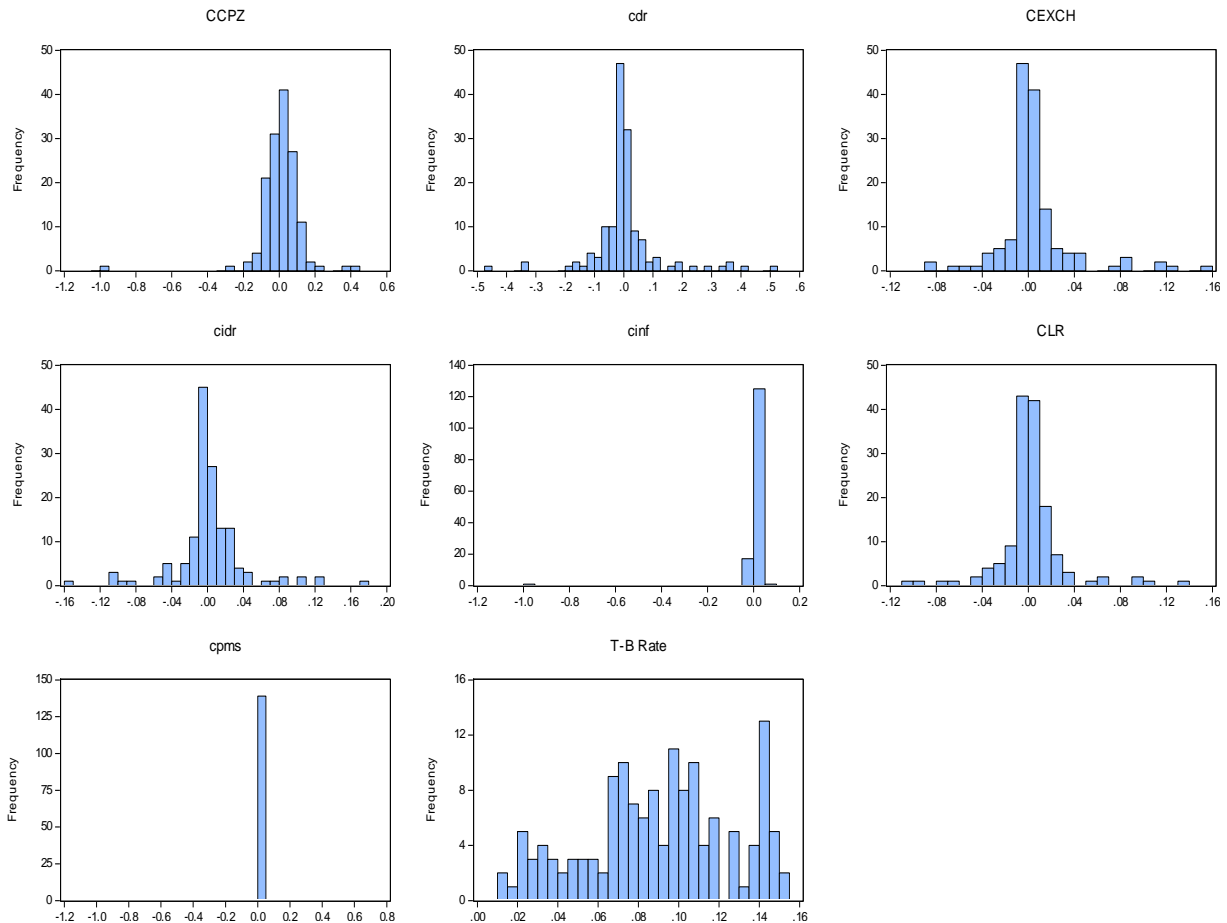 CCPZ
cdr
CEXCH
Frequency
50
40
30
20
10
0
-1.2 -1.0 -0.8 -0.6 -0.4 -0.2 0.0 0.2 0.4 0.6
Frequency
50
40
30
20
10
0
-.5 -.4 -.3 -.2 -.1 .0 .1 .2 .3 .4 .5 .6
Frequency
50
40
30
20
10
0
-.12 -.08 -.04 .00 .04 .08 .12 .16
cidr
cinf
CLR
Frequency
50
40
30
20
10
0
-.16 -.12 -.08 -.04 .00 .04 .08 .12 .16 .20
Frequency
140
120
100
80
60
40
20
0
-1.2 -1.0 -0.8 -0.6 -0.4 -0.2 0.0 0.2
Frequency
50
40
30
20
10
0
-.12 -.08 -.04 .00 .04 .08 .12 .16
cpms
T-B Rate
Frequency
150
125
100
75
50
25
0
-1.2 -1.0 -0.8 -0.6 -0.4 -0.2 0.0 0.2 0.4 0.6 0.8
Frequency
16
12
8
4
0
.00 .02 .04 .06 .08 .10 .12 .14 .16